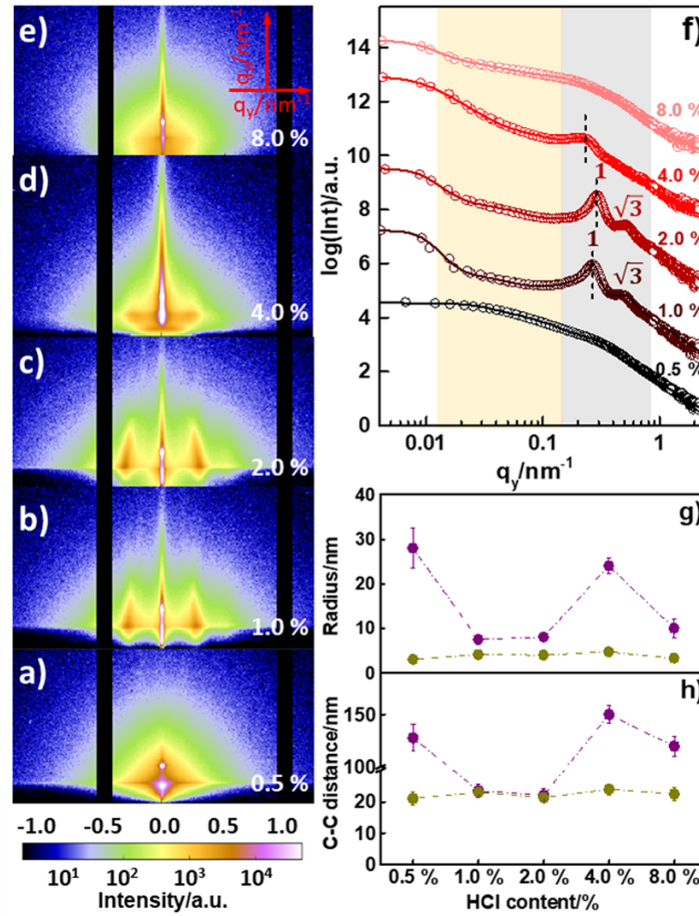 e)
qz/nm⁻¹
qy/nm⁻¹
8.0 %
d)
4.0 %
c)
2.0 %
b)
1.0 %
a)
0.5 %
-1.0 -0.5 0.0 0.5 1.0
10¹ 10² 10³ 10⁴
Intensity/a.u.
f)
log(Int)/a.u.
14
12
10
8
6
4
2
0
8.0 %
4.0 %
1
√3
2.0 %
1
√3
1.0 %
0.5 %
0.01 0.1 1
qy/nm⁻¹
g)
Radius/nm
40
30
20
10
0
h)
C-C distance/nm
150
100
20
10
0
0.5 % 1.0 % 2.0 % 4.0 % 8.0 %
HCl content/%